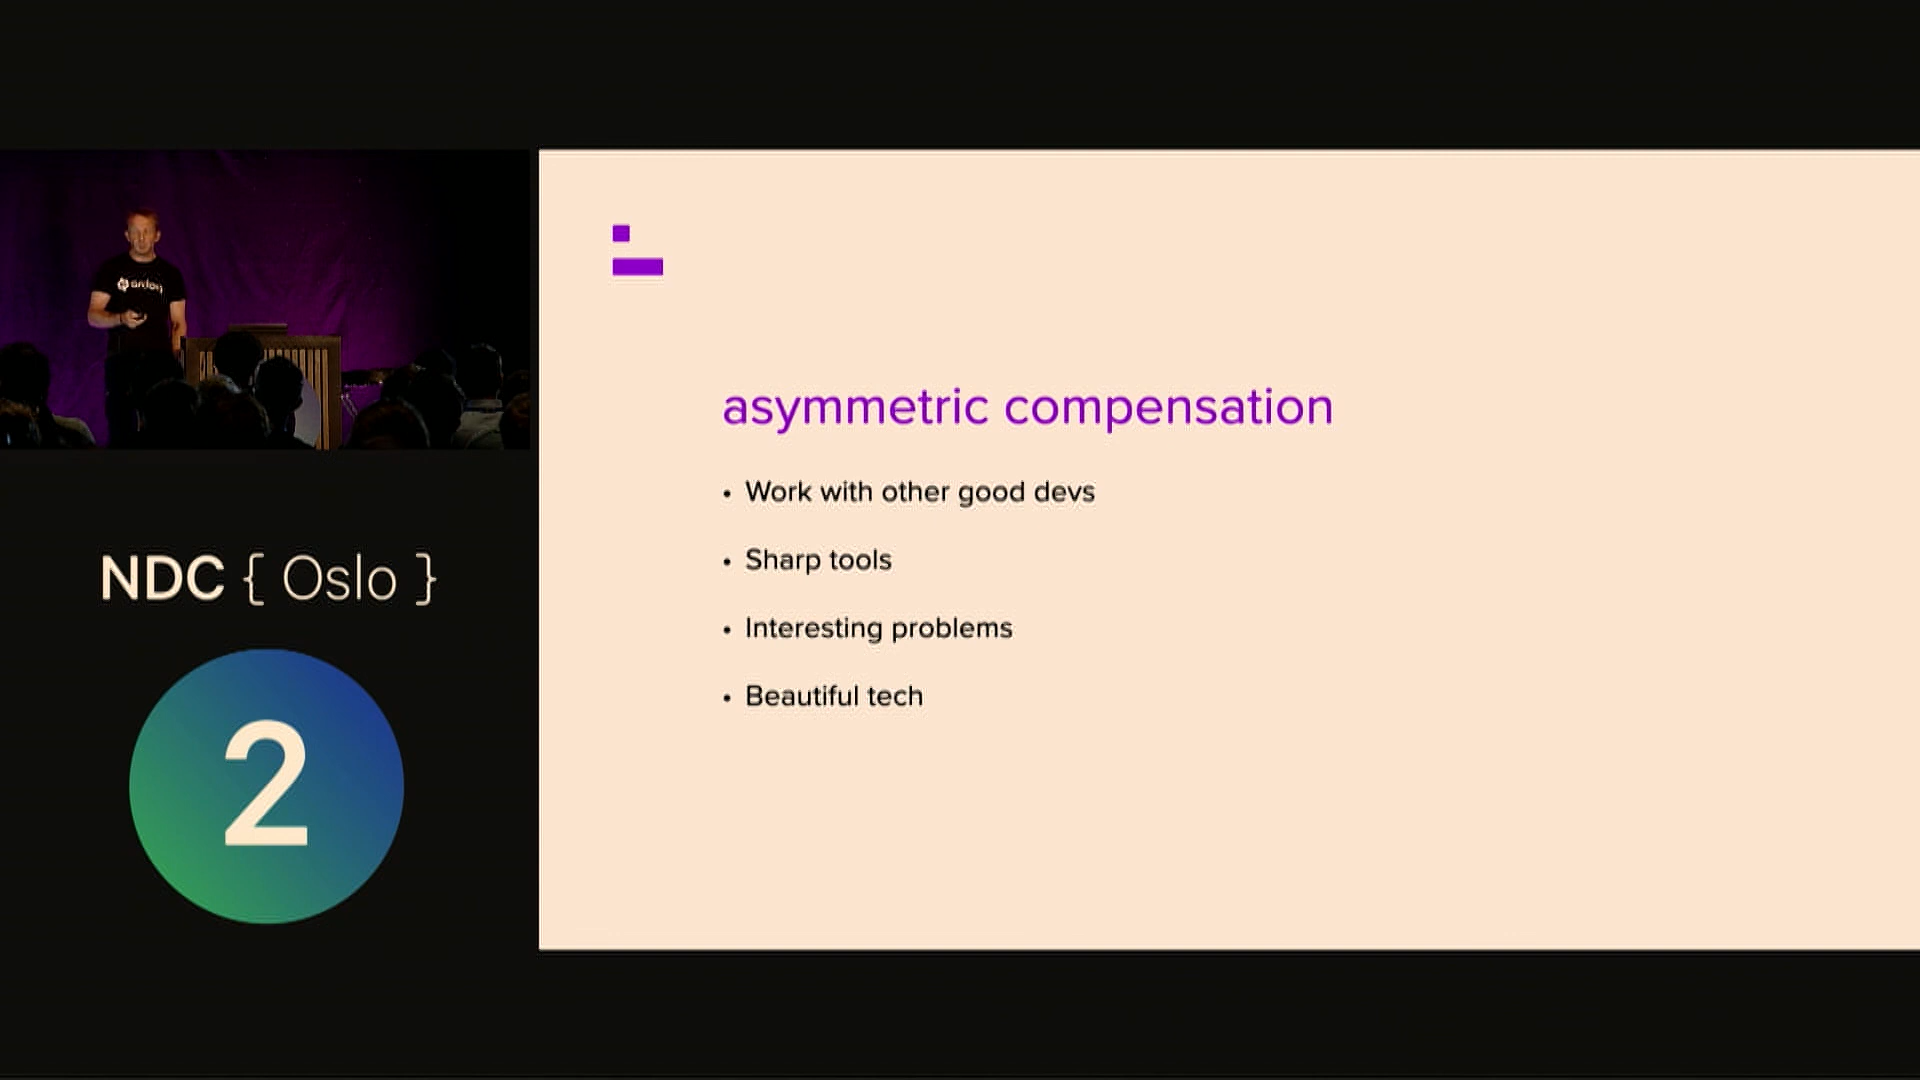 asymmetric compensation
• Work with other good devs
• Sharp tools
• Interesting problems
• Beautiful tech
NDC { Oslo }
2